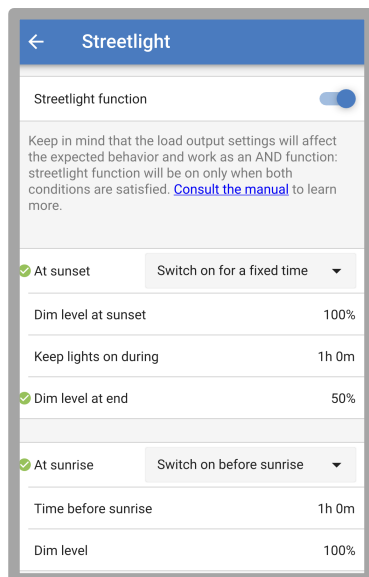 Streetlight
Streetlight function
Keep in mind that the load output settings will affect
the expected behavior and work as an AND function:
streetlight function will be on only when both
conditions are satisfied. Consult the manual to learn
more.
At sunset Switch on for a fixed time
Dim level at sunset 100%
Keep lights on during 1h 0m
Dim level at end 50%
At sunrise Switch on before sunrise
Time before sunrise 1h 0m
Dim level 100%